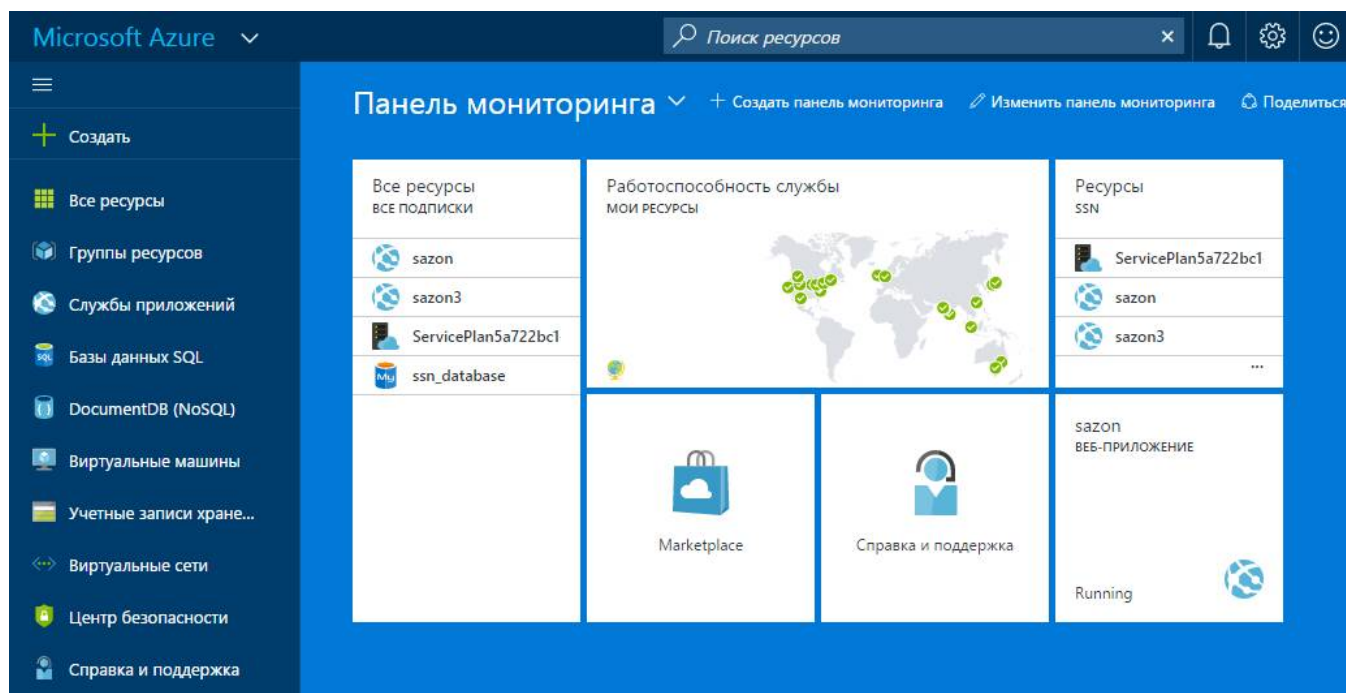 Microsoft Azure
Поиск ресурсов
Создать
Все ресурсы
Группы ресурсов
Службы приложений
Базы данных SQL
DocumentDB (NoSQL)
Виртуальные машины
Учетные записи хране...
Виртуальные сети
Центр безопасности
Справка и поддержка
Панель мониторинга
Создать панель мониторинга
Изменить панель мониторинга
Поделиться
Все ресурсы
ВСЕ ПОДПИСКИ
sazon
sazon3
ServicePlan5a722bc1
ssn_database
Работоспособность службы
МОИ РЕСУРСЫ
Marketplace
Справка и поддержка
Ресурсы
SSN
ServicePlan5a722bc1
sazon
sazon3
...
sazon
ВЕБ-ПРИЛОЖЕНИЕ
Running